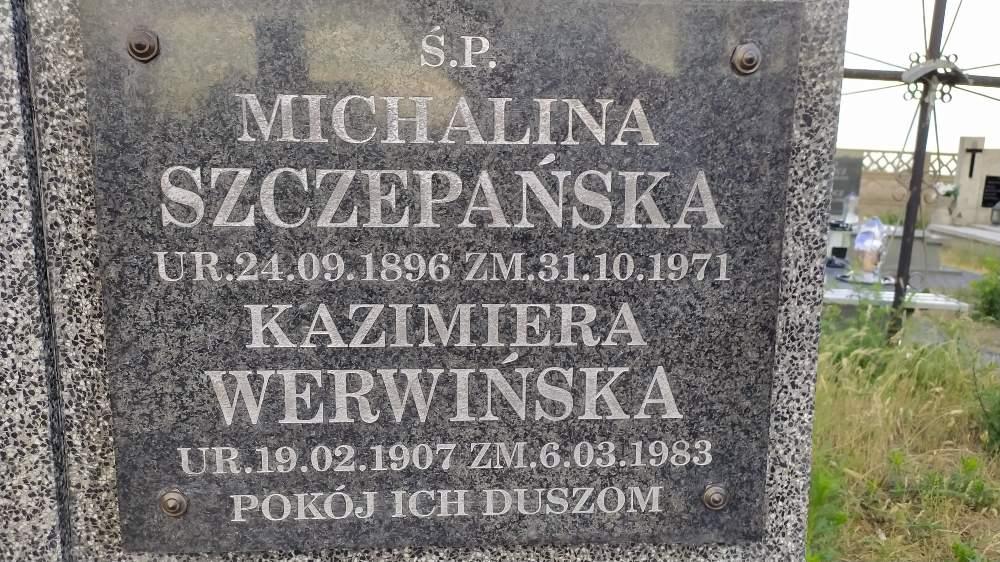 Ś.P.
MICHALINA
SZCZEPAŃSKA
UR.24.09.1896 ZM.31.10.1971
KAZIMIERA
WERWIŃSKA
UR.19.02.1907 ZM.6.03.1983
POKÓJ ICH DUSZOM